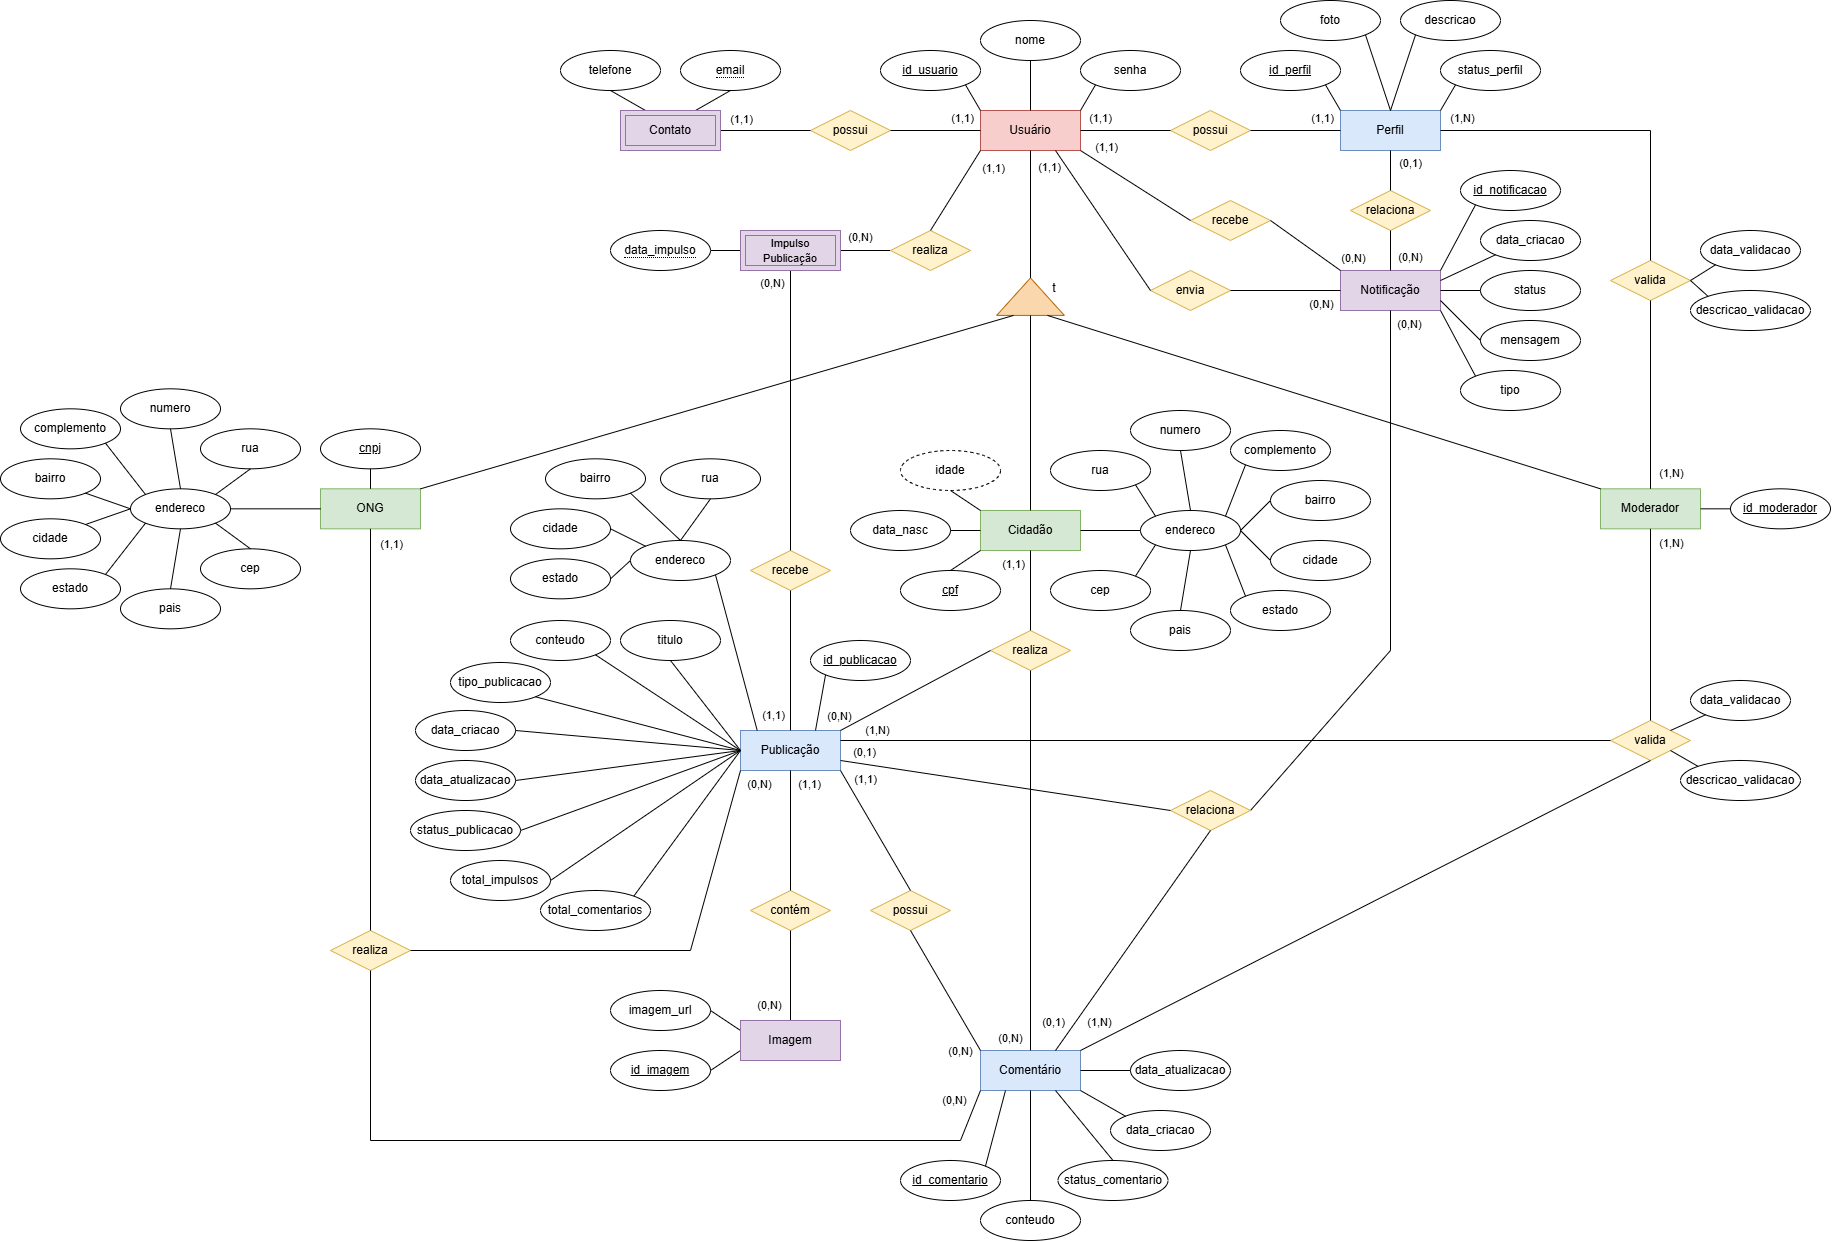 foto
descricao
nome
telefone
email
id_usuario
senha
id_perfil
status_perfil
Contato
(1,1)
possui
(1,1)
Usuário
(1,1)
possui
(1,1)
Perfil
(1,N)
(1,1)
(1,1)
(1,1)
(0,1)
id_notificacao
relaciona
recebe
data_impulso
Impulso
Publicação
(0,N)
realiza
data_criacao
data_validacao
(0,N)
(0,N)
(0,N)
t
envia
(0,N)
Notificação
status
valida
descricao_validacao
(0,N)
mensagem
tipo
numero
complemento
rua
cnpj
numero
complemento
bairro
idade
rua
bairro
rua
(1,N)
bairro
endereco
ONG
cidade
data_nasc
Cidadão
endereco
Moderador
id_moderador
cidade
(1,1)
endereco
(1,1)
cidade
(1,N)
cep
estado
estado
recebe
cpf
cep
estado
pais
pais
conteudo
titulo
realiza
id_publicacao
tipo_publicacao
data_validacao
(1,1)
(0,N)
data_criacao
(1,N)
Publicação
(0,1)
valida
data_atualizacao
(0,N)
(1,1)
(1,1)
descricao_validacao
relaciona
status_publicacao
total_impulsos
total_comentarios
contém
possui
realiza
(0,N)
imagem_url
(0,1)
(1,N)
Imagem
(0,N)
(0,N)
id_imagem
Comentário
data_atualizacao
(0,N)
data_criacao
id_comentario
status_comentario
conteudo